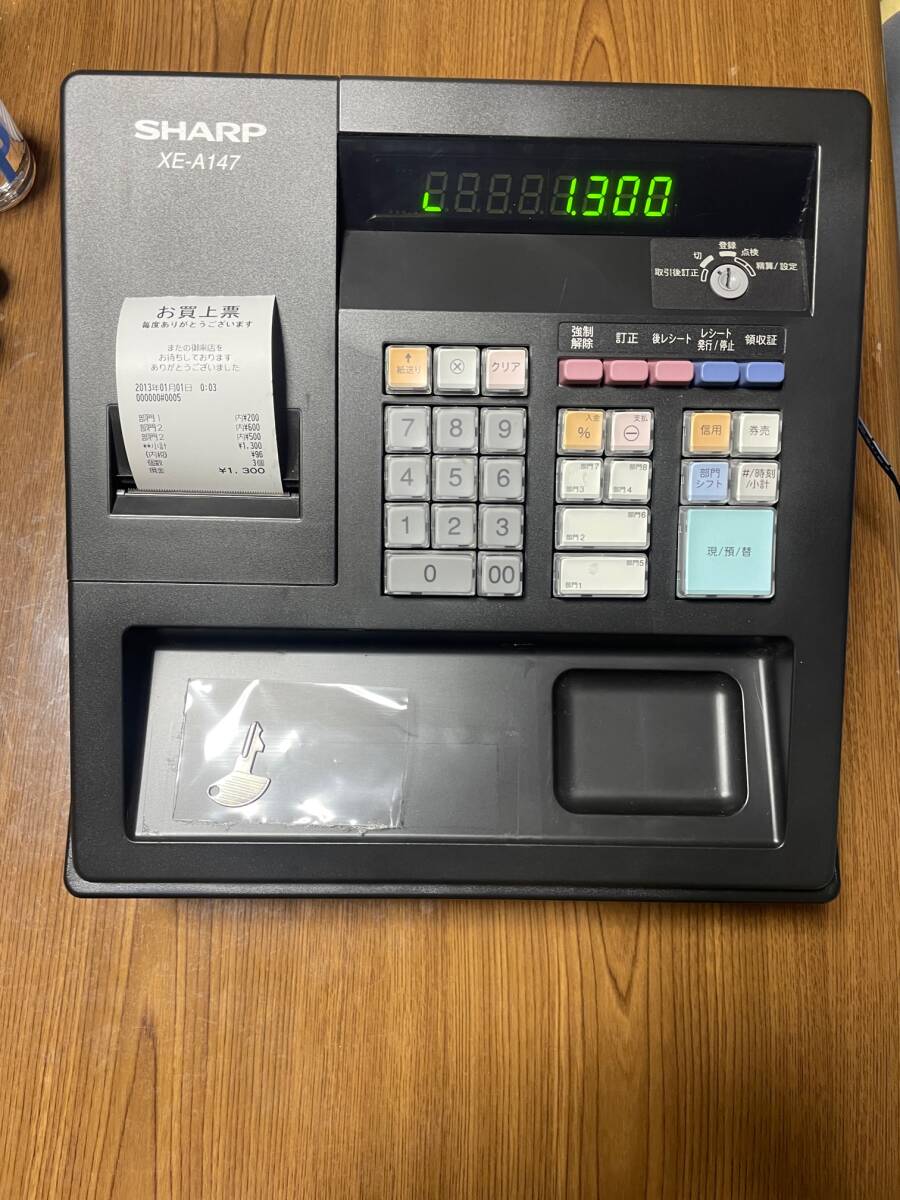 SHARP
XE-A147
1.300
登録
切
点検
取引後訂正
精算/設定
お買上票
毎度ありがとうございます
またの御来店を
お待ちしております
ありがとうございました
2013年01月01日 0:03
000000#0005
部門1 内¥200
部門2 内¥600
部門2 内¥500
**小計 ¥1,300
¥96
個数 3個
現金 ¥1,300
強制
解除
訂正
後レシート
レシート
発行/停止
領収証
↑
紙送り
⊗
クリア
7 8 9
4 5 6
1 2 3
0 00
入金
%
支払
⊖
部門7
部門3
部門8
部門4
部門6
部門2
部門5
部門1
信用
券売
部門
シフト
#/時刻
/小計
現/預/替